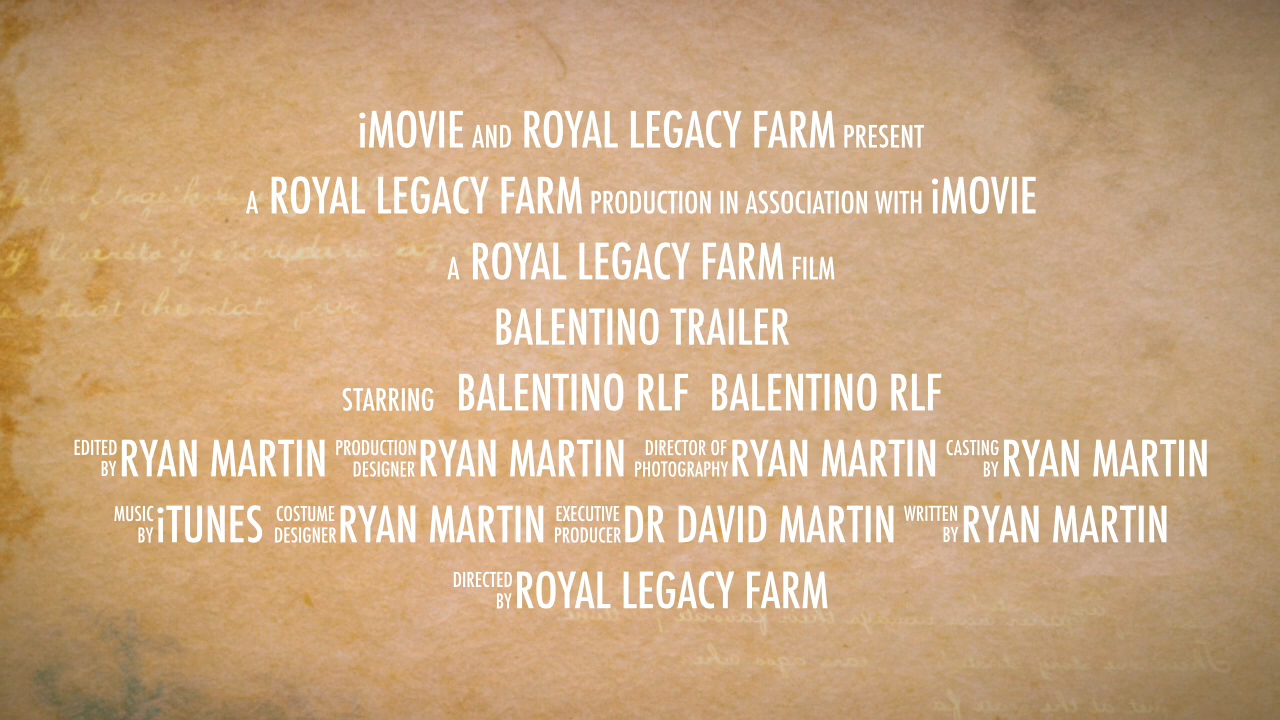 iMOVIE AND ROYAL LEGACY FARM PRESENT
A ROYAL LEGACY FARM PRODUCTION IN ASSOCIATION WITH iMOVIE
A ROYAL LEGACY FARM FILM
BALENTINO TRAILER
STARRING BALENTINO RLF BALENTINO RLF
EDITED BY RYAN MARTIN PRODUCTION DESIGNER RYAN MARTIN DIRECTOR OF PHOTOGRAPHY RYAN MARTIN CASTING BY RYAN MARTIN
MUSIC BY iTUNES COSTUME DESIGNER RYAN MARTIN EXECUTIVE PRODUCER DR DAVID MARTIN WRITTEN BY RYAN MARTIN
DIRECTED BY ROYAL LEGACY FARM